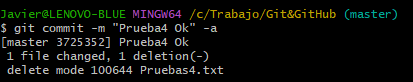 Javier@LENOVO-BLUE MINGW64 /c/Trabajo/Git&GitHub (master)
$ git commit -m "Prueba4 Ok" -a
[master 3725352] Prueba4 Ok
 1 file changed, 1 deletion(-)
 delete mode 100644 Pruebas4.txt